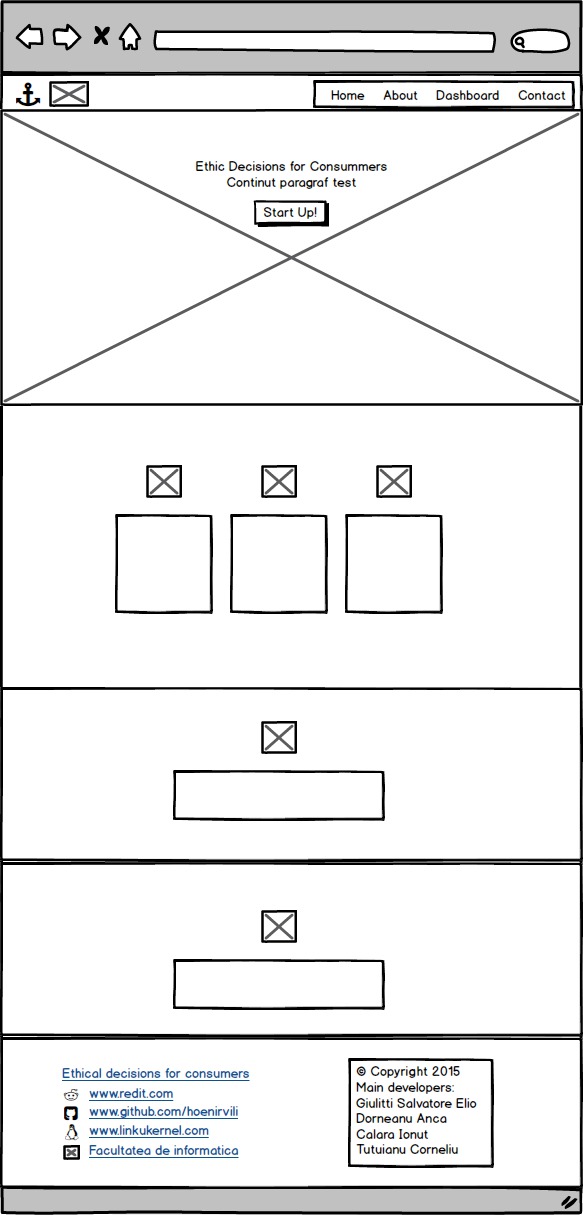 Home About Dashboard Contact
Ethic Decisions for Consummers
Continut paragraf test
Start Up!
Ethical decisions for consumers
www.redit.com
www.github.com/hoenirvili
www.linkukernel.com
Facultatea de informatica
© Copyright 2015
Main developers:
Giulitti Salvatore Elio
Dorneanu Anca
Calara Ionut
Tutuianu Corneliu